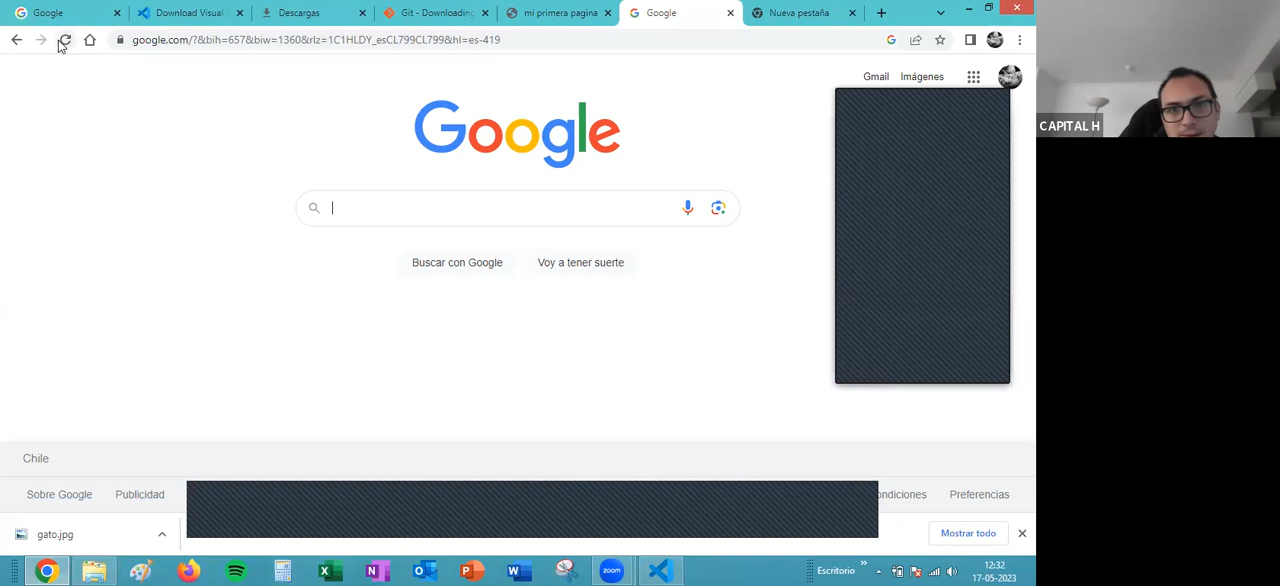 Google
Download Visual
Descargas
Git - Downloading
mi primera pagina
Google
Nueva pestaña
google.com/?&bih=657&biw=1360&rlz=1C1HLDY_esCL799CL799&hl=es-419
Gmail
Imágenes
Google
Buscar con Google
Voy a tener suerte
CAPITAL H
Chile
Sobre Google
Publicidad
ondiciones
Preferencias
gato.jpg
Mostrar todo
zoom
Escritorio
12:32
17-05-2023